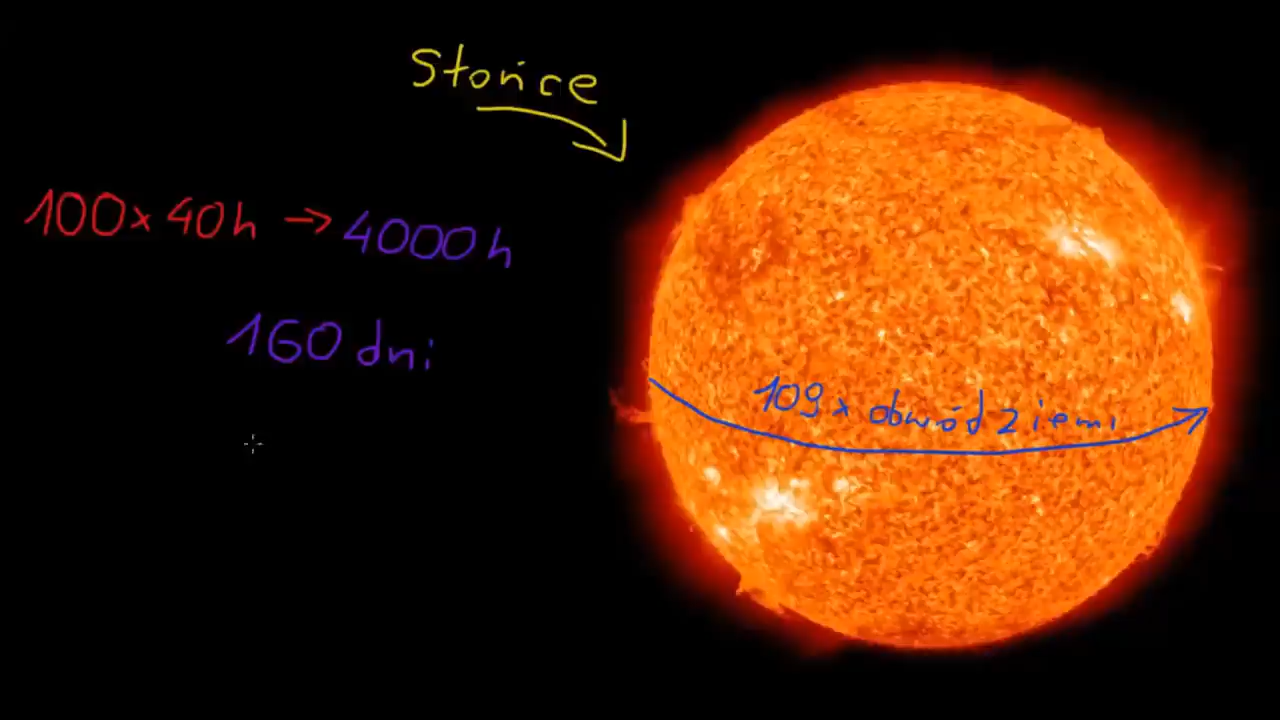 Słońce
100 x 40 h → 4000 h
160 dni
109 x obwód ziemi